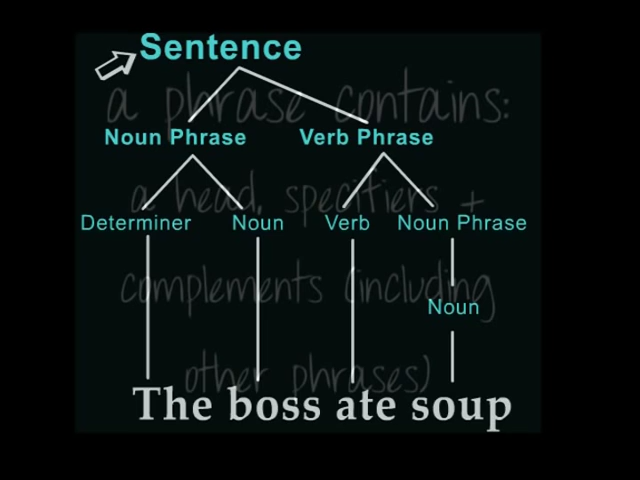 Sentence
a phrase contains:
Noun Phrase Verb Phrase
a head, specifiers +
Determiner Noun Verb Noun Phrase
complements (including
Noun
other phrases)
The boss ate soup